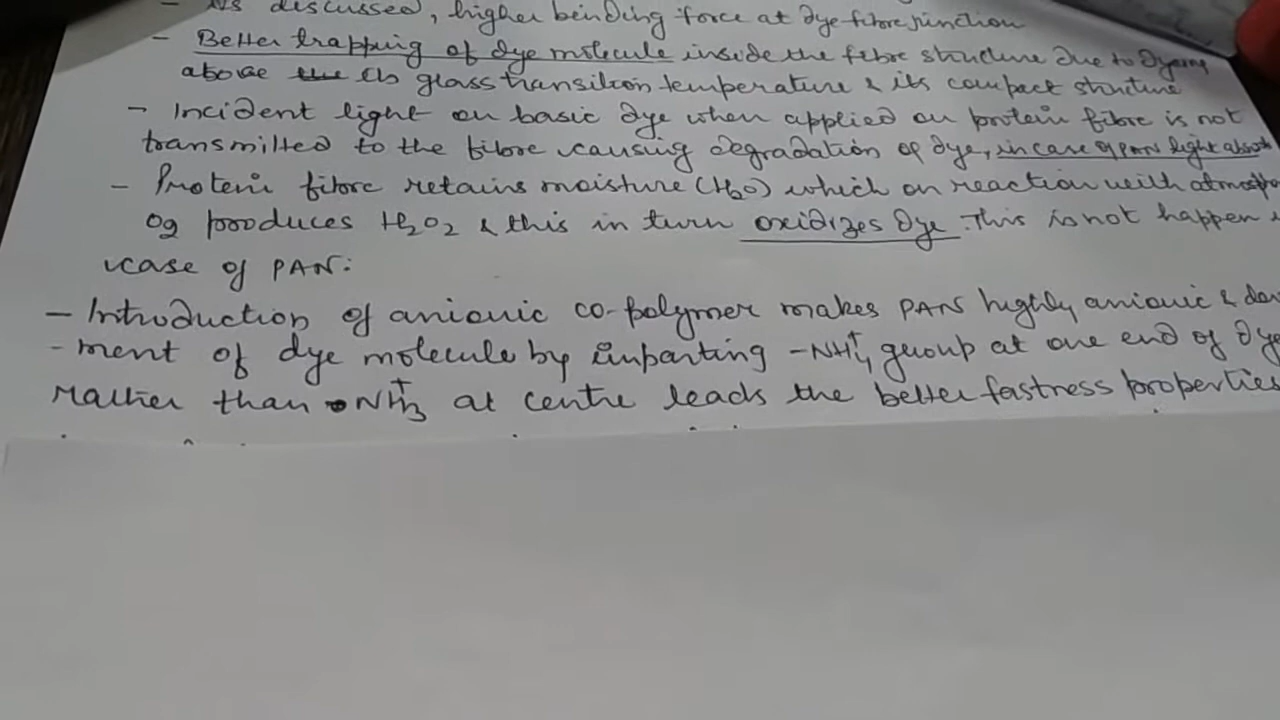 - As discussed, higher binding force at dye-fibre junction
- Better trapping of dye molecule inside the fibre structure due to dyeing
above its glass transition temperature & its compact structure
- Incident light on basic dye when applied on protein fibre is not
transmitted to the fibre causing degradation of dye, in case of PAN light absorb
- Protein fibre retains moisture (H₂O) which on reaction with atmosphe
O₂ produces H₂O₂ & this in turn oxidizes dye. This is not happen
case of PAN.
- Introduction of anionic co-polymer makes PAN highly anionic &
-ment of dye molecule by imparting -NH₄⁺ group at one end of dye
rather than NH₃⁺ at centre leads the better fastness properties